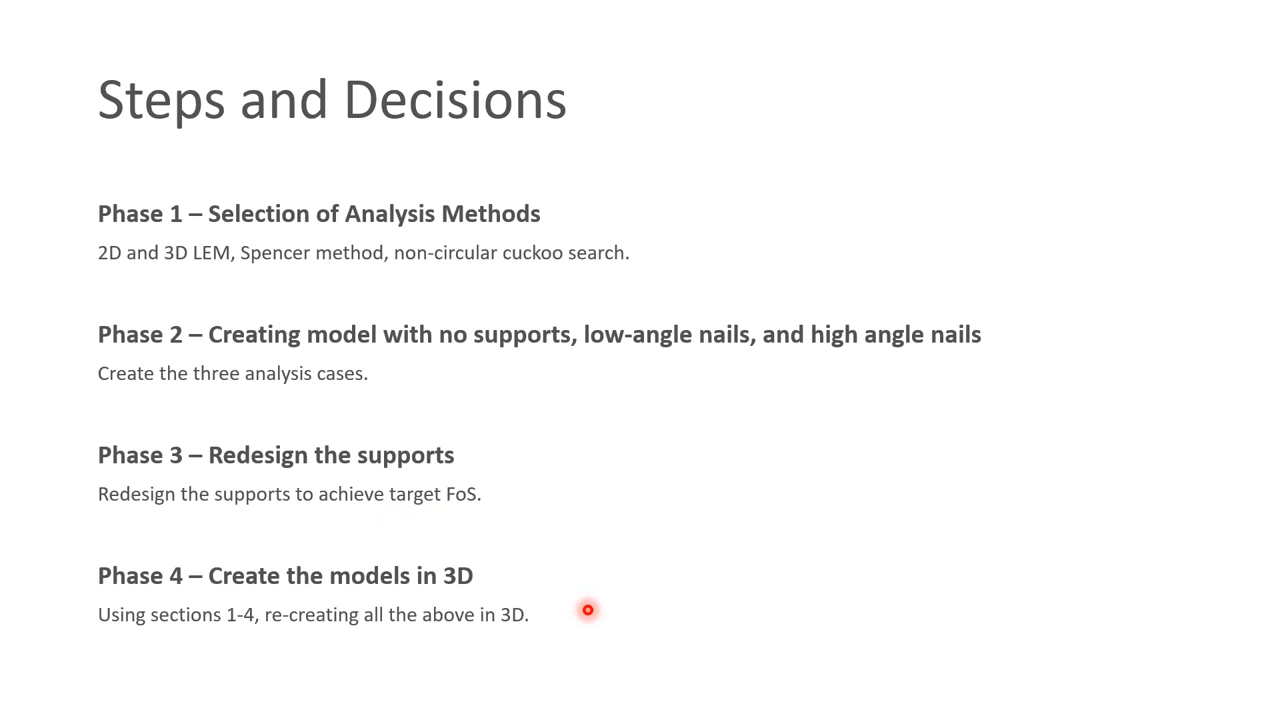 Steps and Decisions
Phase 1 – Selection of Analysis Methods
2D and 3D LEM, Spencer method, non-circular cuckoo search.
Phase 2 – Creating model with no supports, low-angle nails, and high angle nails
Create the three analysis cases.
Phase 3 – Redesign the supports
Redesign the supports to achieve target FoS.
Phase 4 – Create the models in 3D
Using sections 1-4, re-creating all the above in 3D.